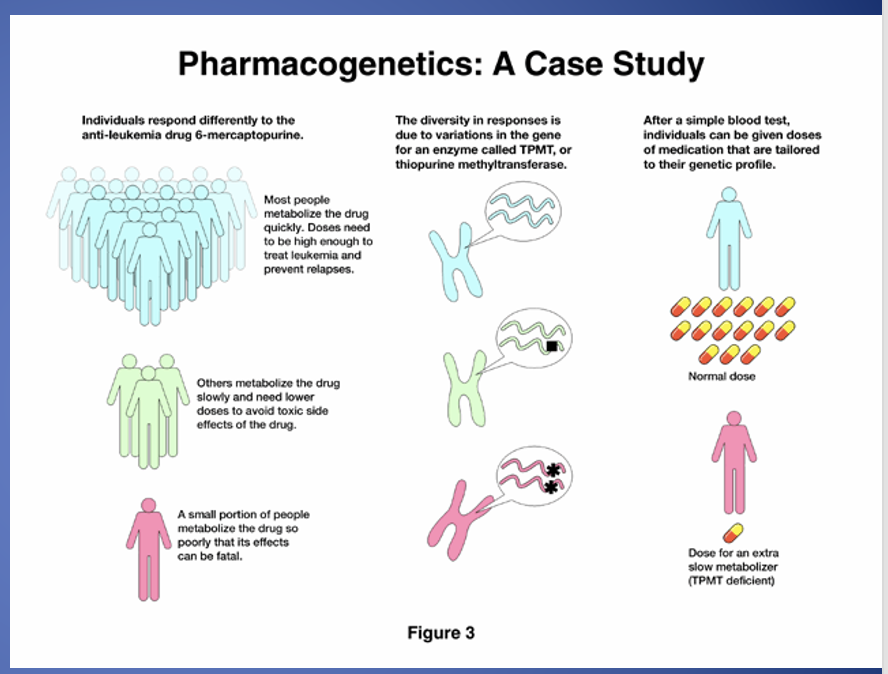 Pharmacogenetics: A Case Study
Individuals respond differently to the
anti-leukemia drug 6-mercaptopurine.
Most people
metabolize the drug
quickly. Doses need
to be high enough to
treat leukemia and
prevent relapses.
Others metabolize the drug
slowly and need lower
doses to avoid toxic side
effects of the drug.
A small portion of people
metabolize the drug so
poorly that its effects
can be fatal.
The diversity in responses is
due to variations in the gene
for an enzyme called TPMT, or
thiopurine methyltransferase.
After a simple blood test,
individuals can be given doses
of medication that are tailored
to their genetic profile.
Normal dose
Dose for an extra
slow metabolizer
(TPMT deficient)
Figure 3